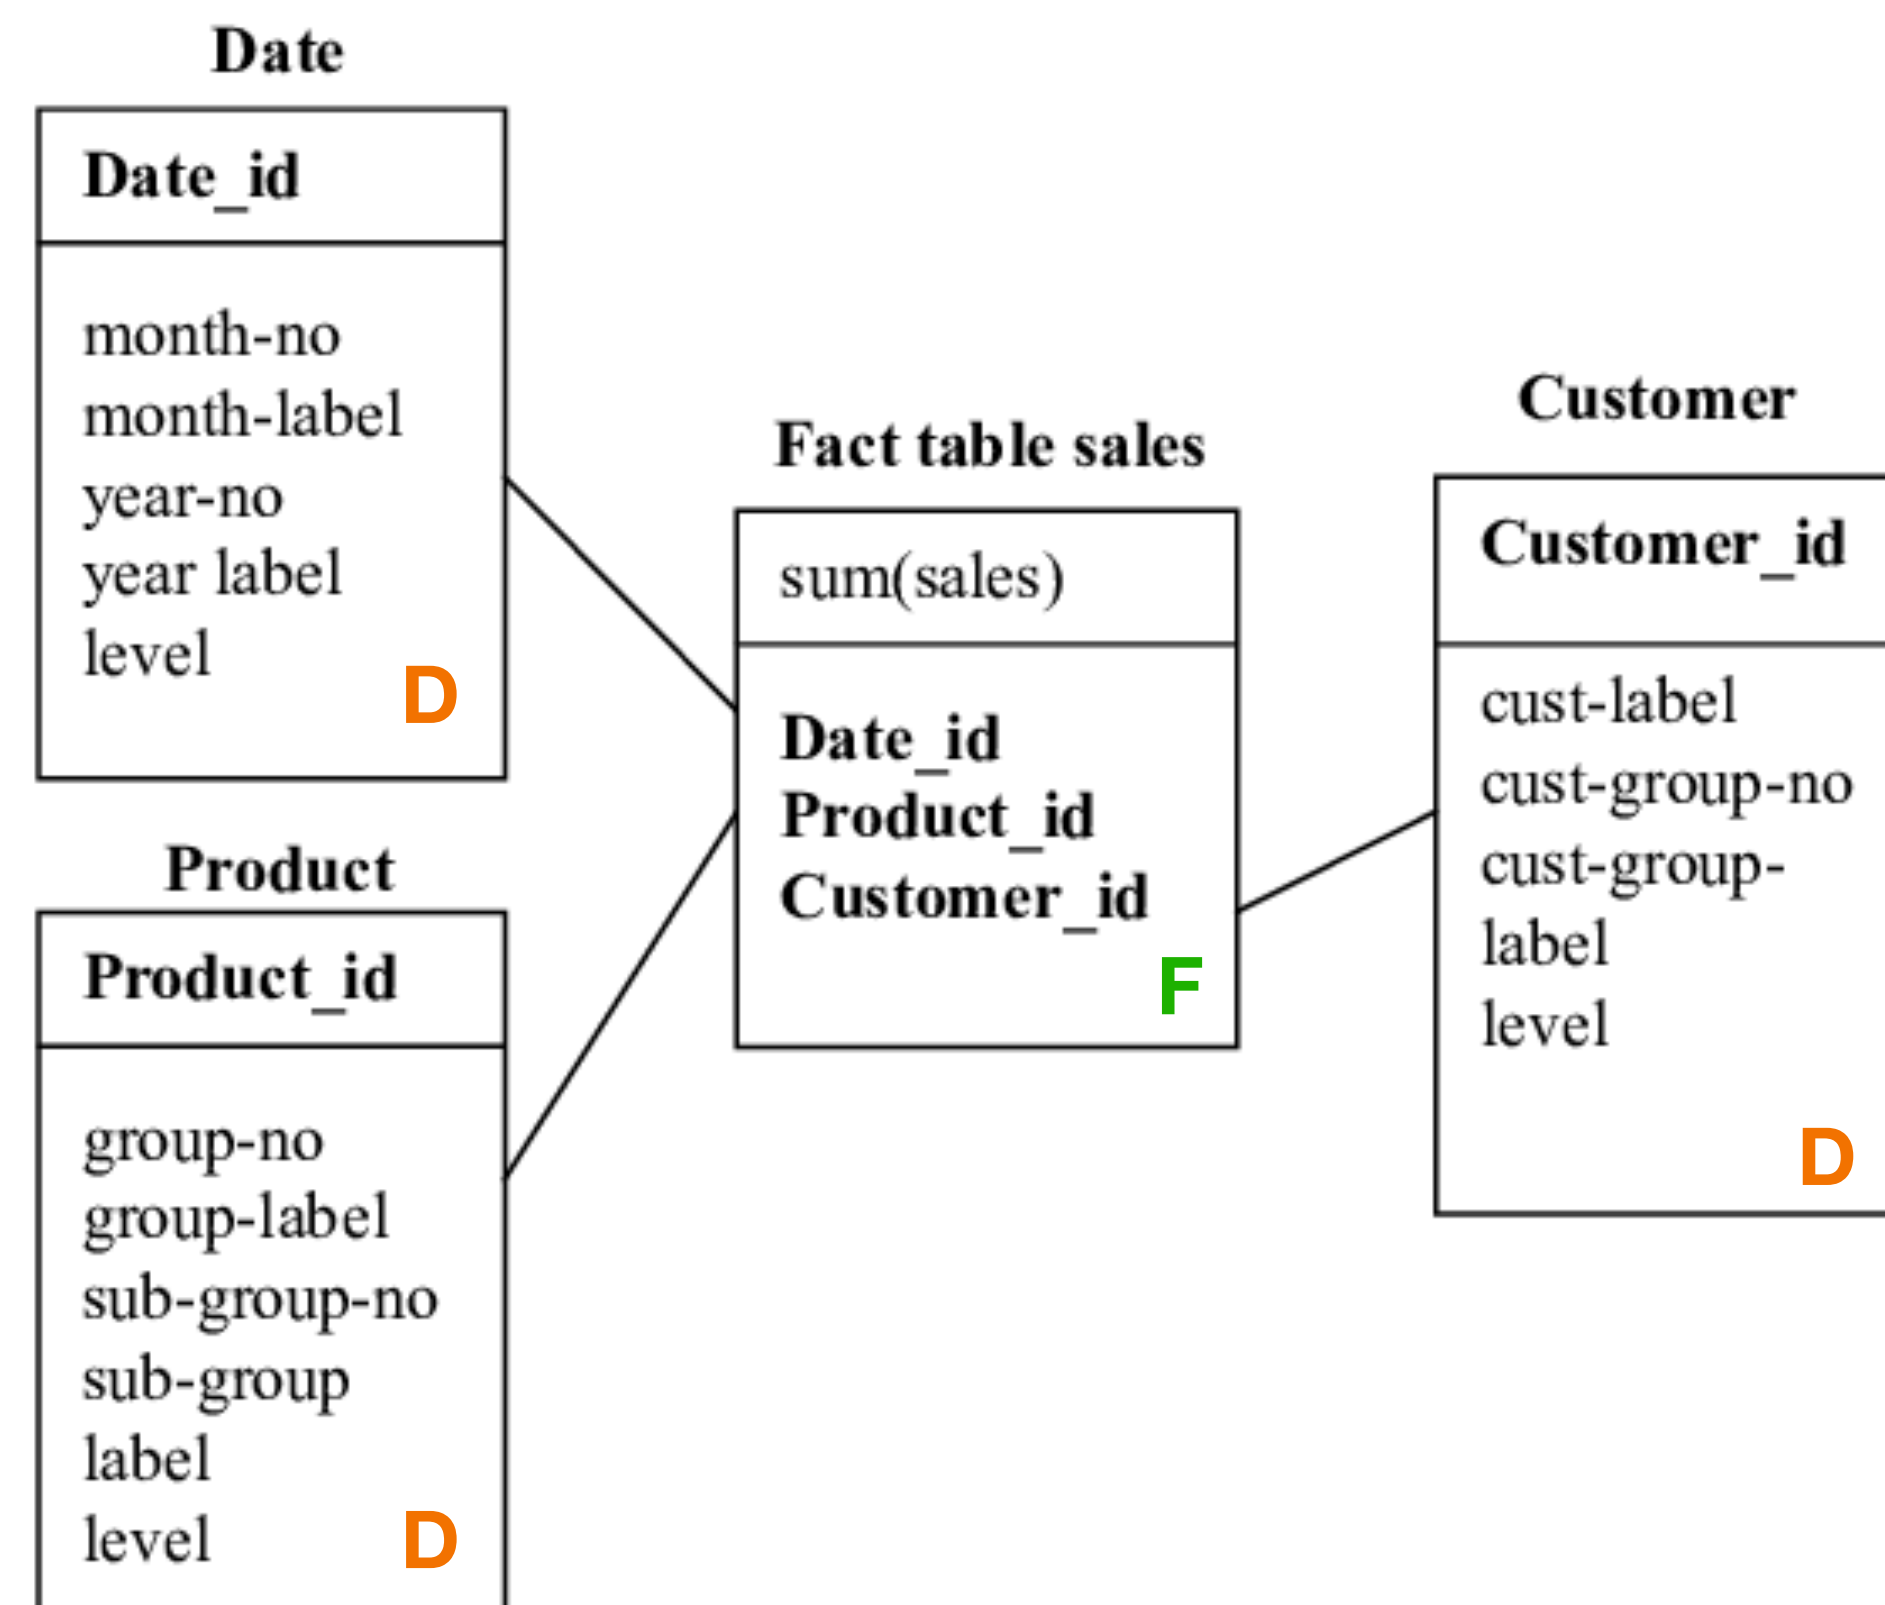 Date
Date_id
month-no
month-label
year-no
year label
level
D
Product
Product_id
group-no
group-label
sub-group-no
sub-group
label
level
D
Fact table sales
sum(sales)
Date_id
Product_id
Customer_id
F
Customer
Customer_id
cust-label
cust-group-no
cust-group-
label
level
D